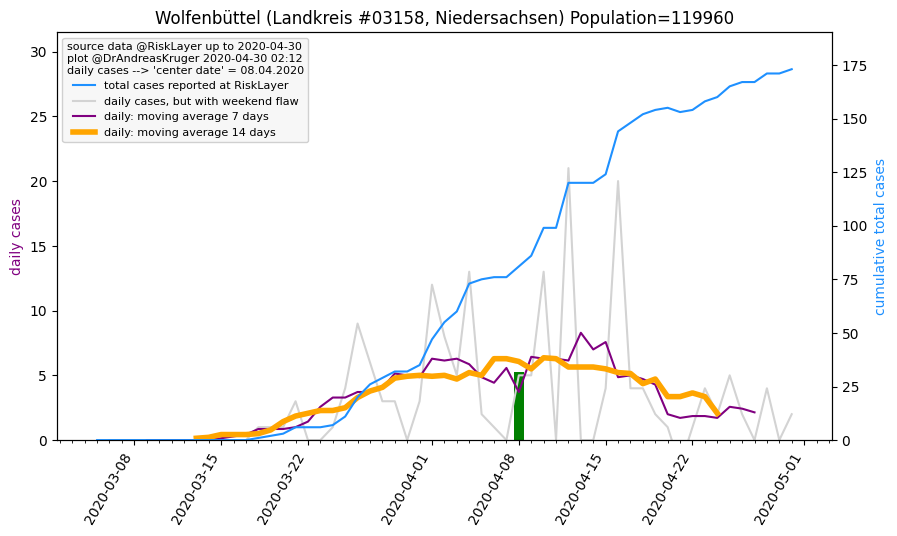 Wolfenbüttel (Landkreis #03158, Niedersachsen) Population=119960
source data @RiskLayer up to 2020-04-30
plot @DrAndreasKruger 2020-04-30 02:12
daily cases --> 'center date' = 08.04.2020
total cases reported at RiskLayer
daily cases, but with weekend flaw
daily: moving average 7 days
daily: moving average 14 days
daily cases
30
25
20
15
10
5
0
175
150
125
100
75
50
25
0
cumulative total cases
2020-03-08
2020-03-15
2020-03-22
2020-04-01
2020-04-08
2020-04-15
2020-04-22
2020-05-01